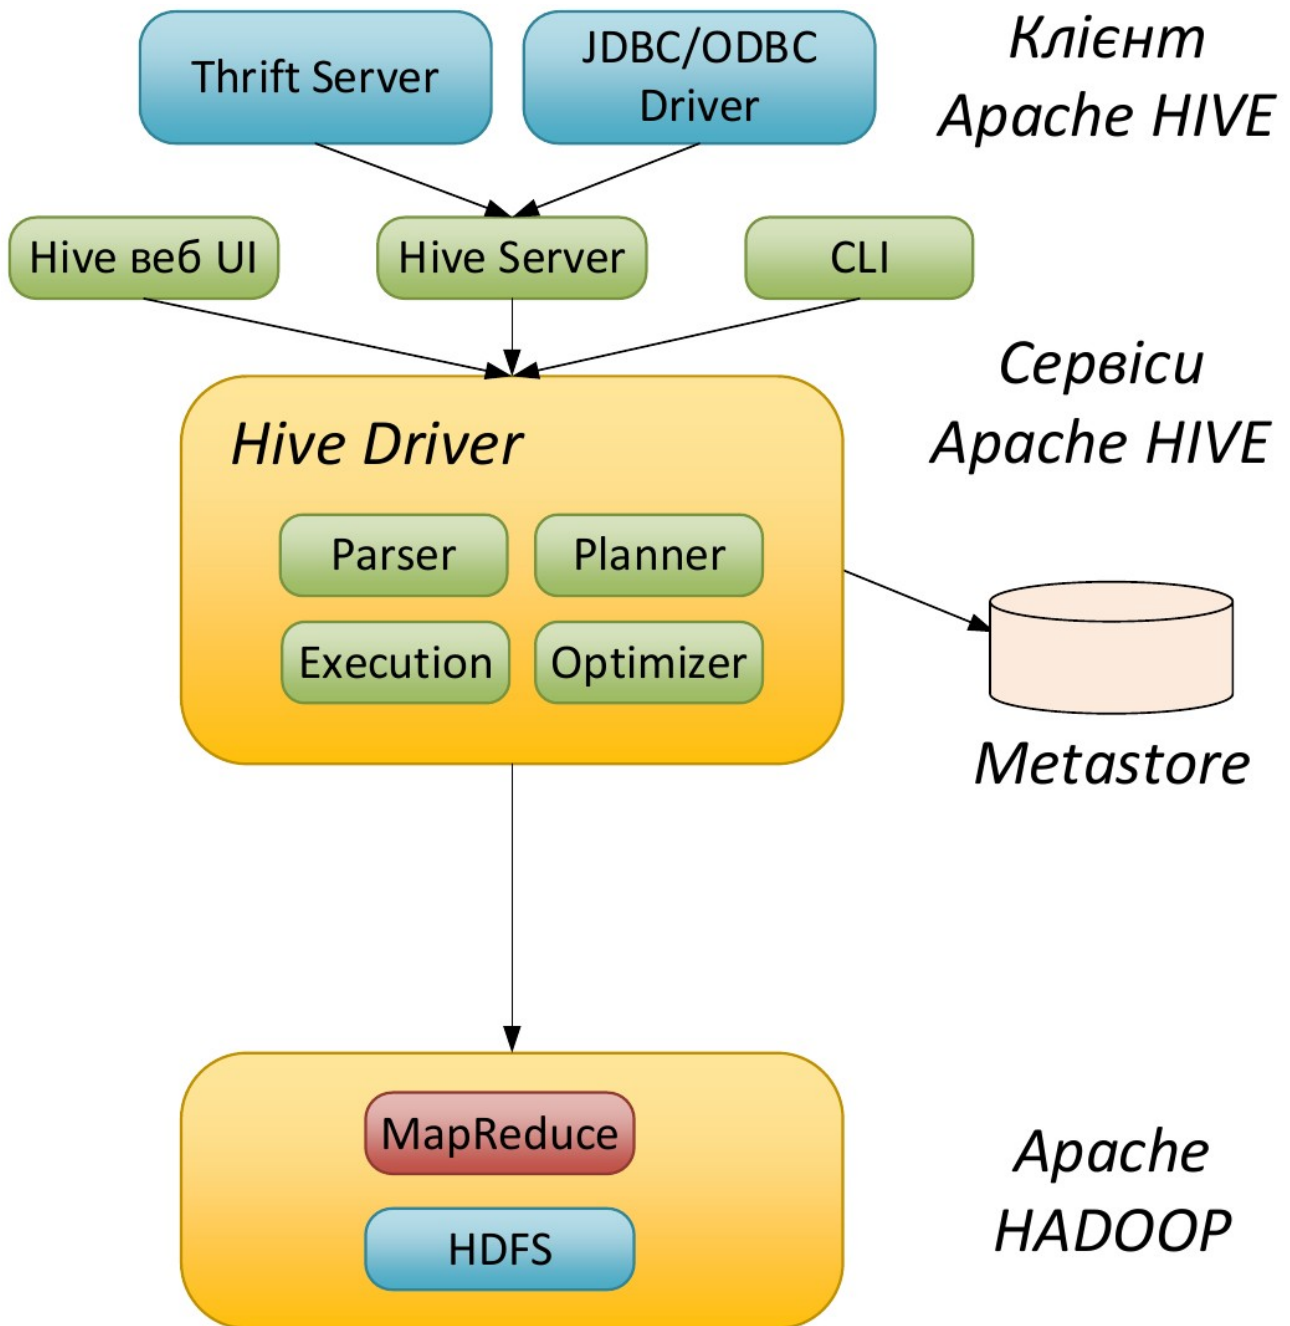 Thrift Server
JDBC/ODBC
Driver
Клієнт
Apache HIVE
Hive веб UI
Hive Server
CLI
Сервіси
Apache HIVE
Hive Driver
Parser
Planner
Execution
Optimizer
Metastore
MapReduce
HDFS
Apache
HADOOP